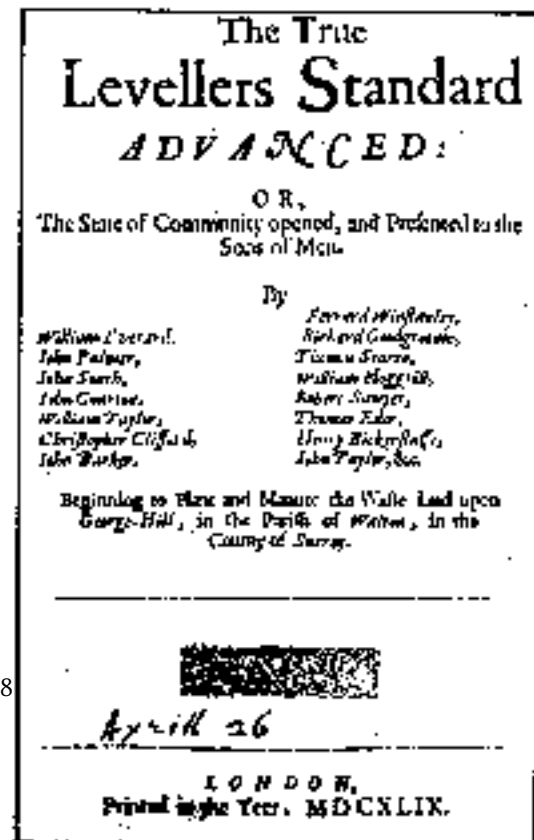 The True
Levellers Standard
ADVANCED:
OR,
The State of Community opened, and Presented to the
Sons of Men.
By
William Everard,
John Palmer,
John South,
John Courton,
William Taylor,
Christopher Clifford,
John Barker,
Richard Goodgroome,
Thomas Starre,
William Hoggrill,
Robert Sawyer,
Thomas Eder,
Henry Bickerstaffe,
John Taylor, &c.
Beginning to Plant and Manure the Waste land upon
George-Hill, in the Parish of Walton, in the
County of Surrey.
8
Aprill 26
LONDON,
Printed in the Yeer, MDCXLIX.